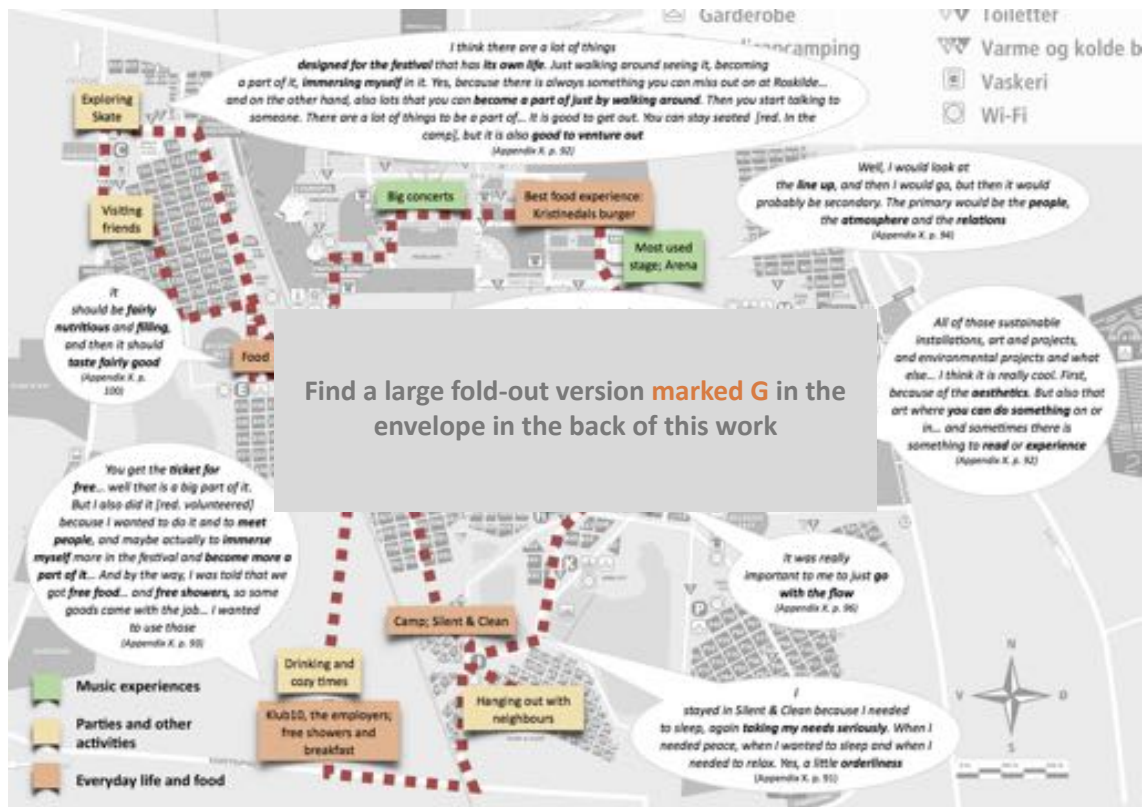 Garderobe
camping
Toiletter
Varme og kolde b
Vaskeri
Wi-Fi
I think there are a lot of things
designed for the festival that has its own life. Just walking around seeing it, becoming
a part of it, immersing myself in it. Yes, because there is always something you can miss out on at Roskilde...
and on the other hand, also lots that you can become a part of just by walking around. Then you start talking to
someone. There are a lot of things to be a part of... It is good to get out. You can stay seated [red. In the
camp], but it is also good to venture out
(Appendix X. p. 92)
Exploring
Skate
Visiting
friends
Big concerts
Best food experience:
Kristinedals burger
Most used
stage; Arena
Well, I would look at
the line up, and then I would go, but then it would
probably be secondary. The primary would be the people,
the atmosphere and the relations
(Appendix X. p. 94)
It
should be fairly
nutritious and filling,
and then it should
taste fairly good
(Appendix X. p.
100)
Food
All of those sustainable
installations, art and projects,
and environmental projects and what
else... I think it is really cool. First,
because of the aesthetics. But also that
art where you can do something on or
in... and sometimes there is
something to read or experience
(Appendix X. p. 92)
Find a large fold-out version marked G in the
envelope in the back of this work
You get the ticket for
free... well that is a big part of it.
But I also did it [red. volunteered]
because I wanted to do it and to meet
people, and maybe actually to immerse
myself more in the festival and become more a
part of it... And by the way, I was told that we
got free food... and free showers, so some
goods came with the job... I wanted
to use those
(Appendix X. p. 93)
It was really
important to me to just go
with the flow
(Appendix X. p. 96)
Camp; Silent & Clean
Drinking and
cozy times
Hanging out with
neighbours
Klub10, the employers;
free showers and
breakfast
I
stayed in Silent & Clean because I needed
to sleep, again taking my needs seriously. When I
needed peace, when I wanted to sleep and when I
needed to relax. Yes, a little orderliness
(Appendix X. p. 91)
Music experiences
Parties and other
activities
Everyday life and food
N
V
Ø
S